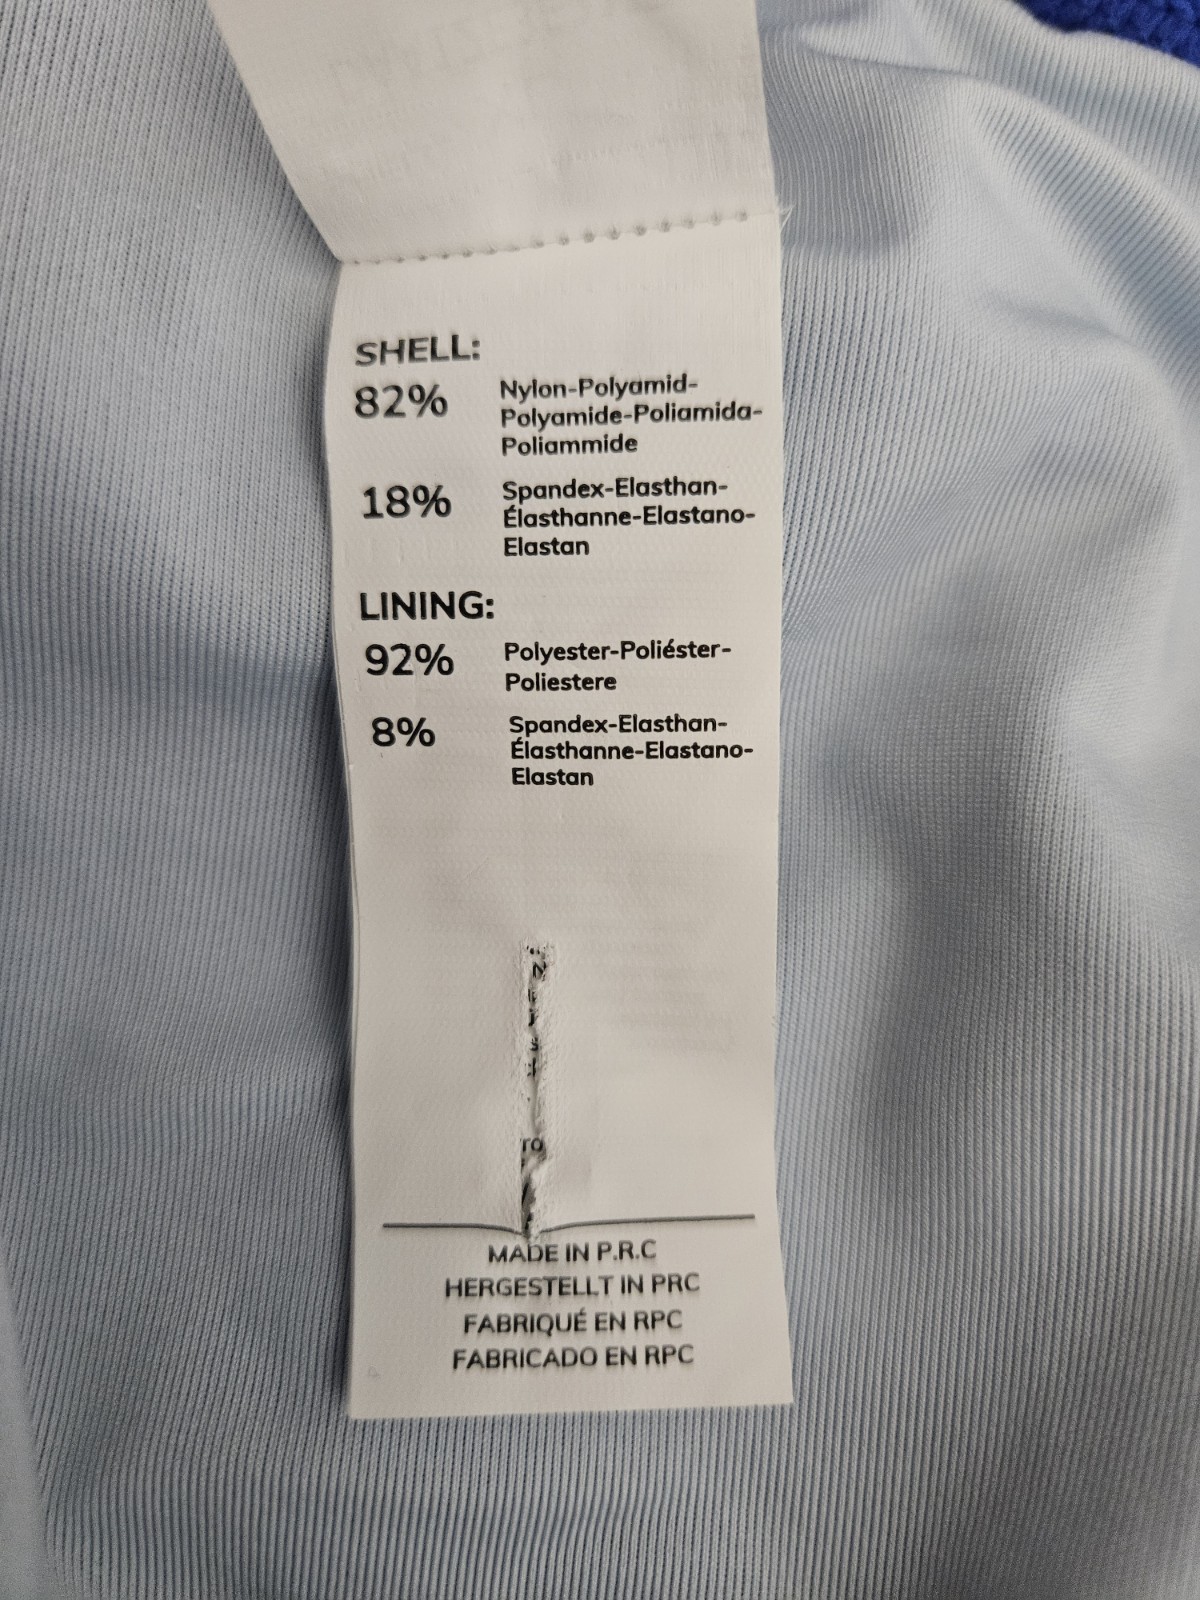 SHELL:
82% Nylon-Polyamid-
Polyamide-Poliamida-
Poliammide
18% Spandex-Elasthan-
Élasthanne-Elastano-
Elastan
LINING:
92% Polyester-Poliéster-
Poliestere
8% Spandex-Elasthan-
Élasthanne-Elastano-
Elastan
MADE IN P.R.C
HERGESTELLT IN PRC
FABRIQUÉ EN RPC
FABRICADO EN RPC